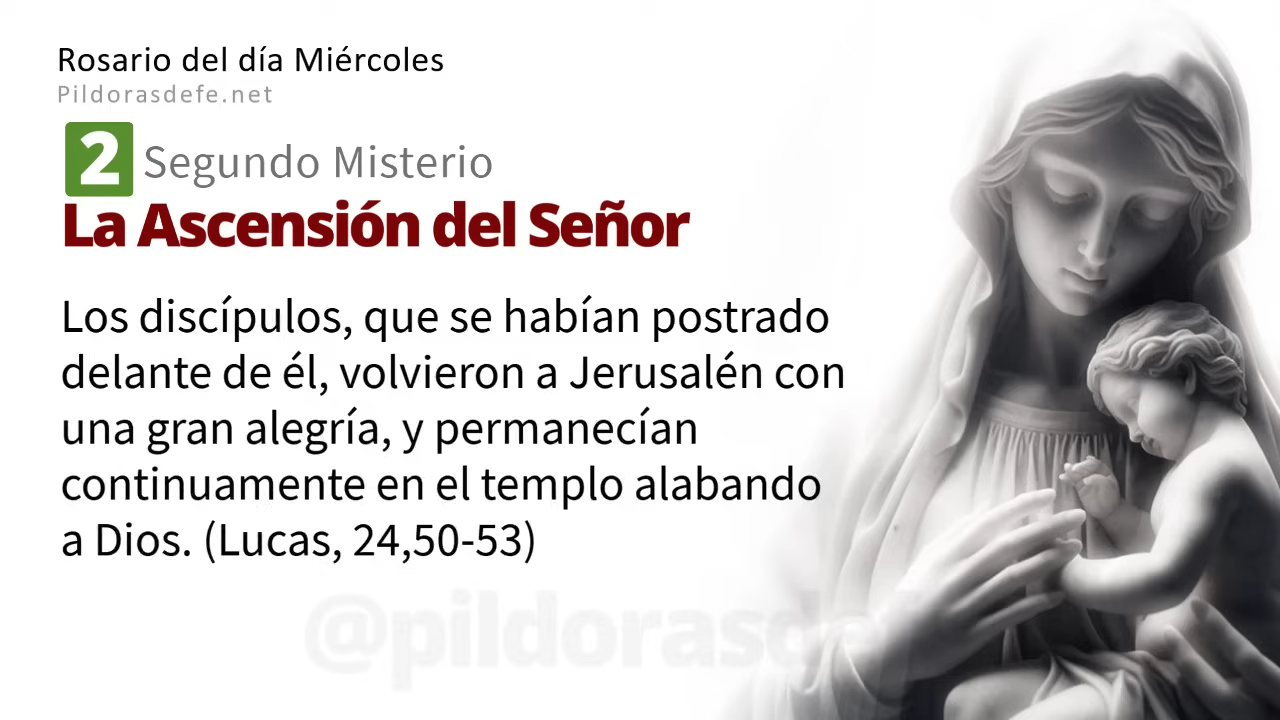 Rosario del día Miércoles
Pildorasdefe.net
2 Segundo Misterio
La Ascensión del Señor
Los discípulos, que se habían postrado
delante de él, volvieron a Jerusalén con
una gran alegría, y permanecían
continuamente en el templo alabando
a Dios. (Lucas, 24,50-53)
@pildorasdefe